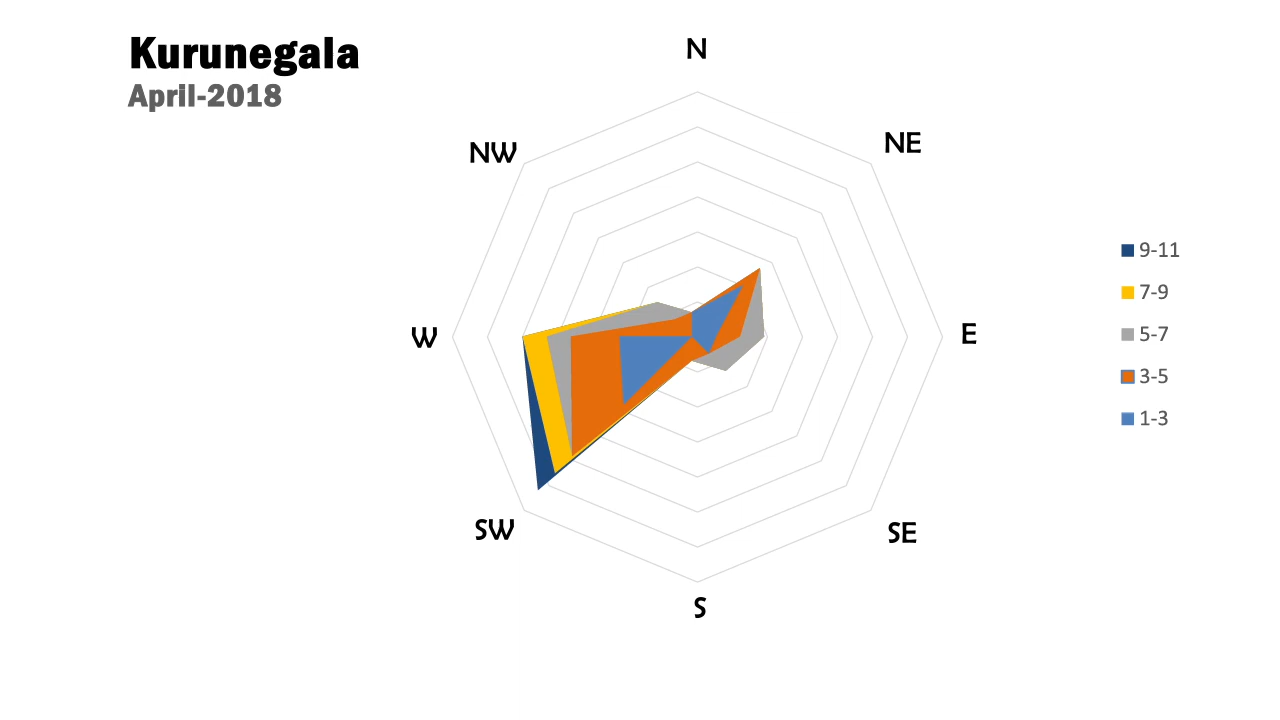 Kurunegala
April-2018
N
NE
E
SE
S
SW
W
NW
9-11
7-9
5-7
3-5
1-3